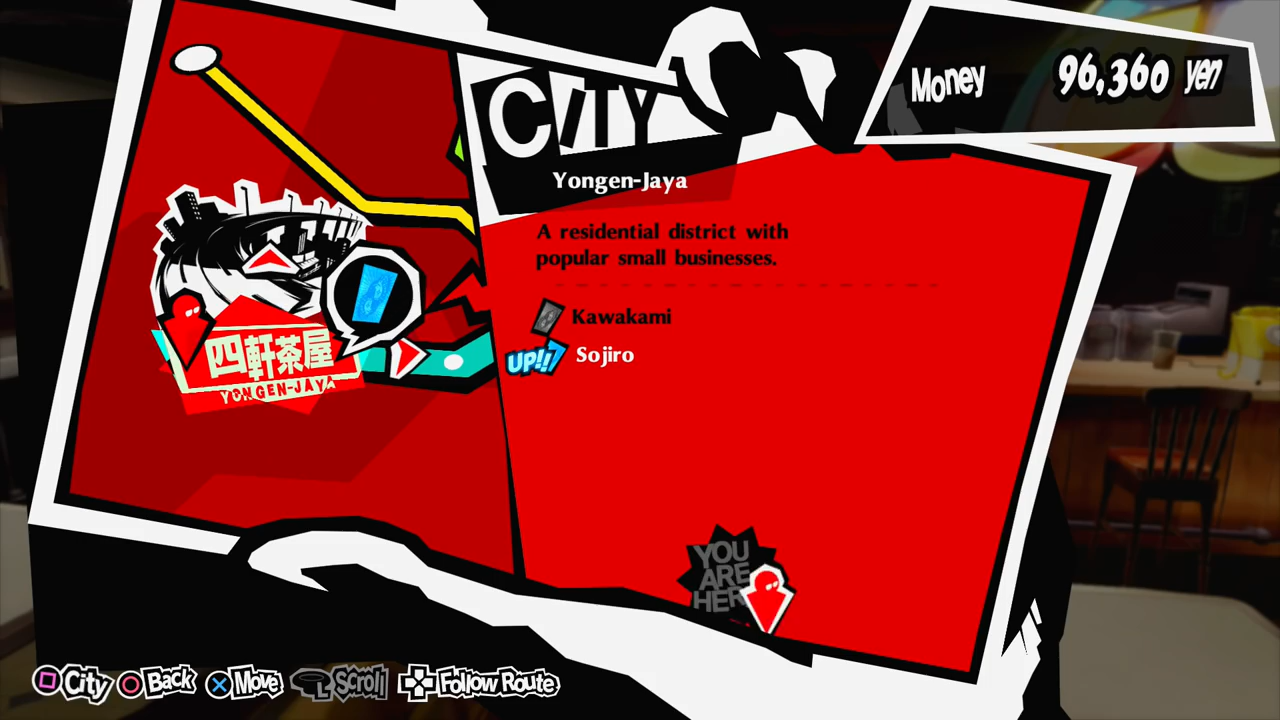 CITY
Money 96,360 yen
Yongen-Jaya
A residential district with
popular small businesses.
Kawakami
UP!! Sojiro
四軒茶屋
YONGEN-JAYA
YOU
ARE
HER
City Back Move L Scroll Follow Route